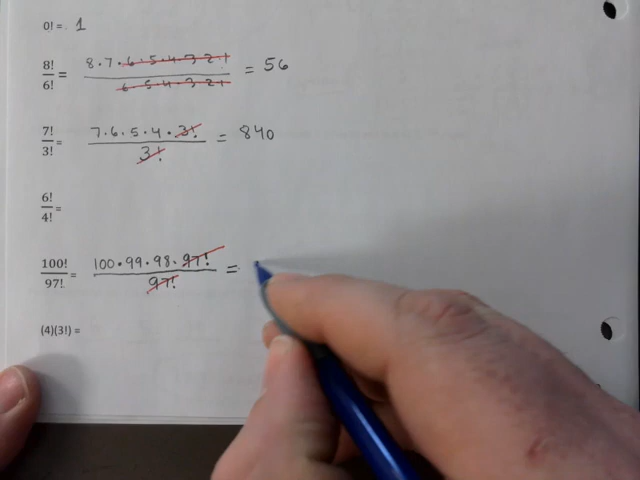 0! = . 1
8!/6! = 8 · 7 · 6 · 5 · 4 · 3 · 2 · 1 / 6 · 5 · 4 · 3 · 2 · 1 = 56
7!/3! = 7 · 6 · 5 · 4 · 3! / 3! = 840
6!/4! =
100!/97! = 100 · 99 · 98 · 97! / 97! =
(4)(3!) =